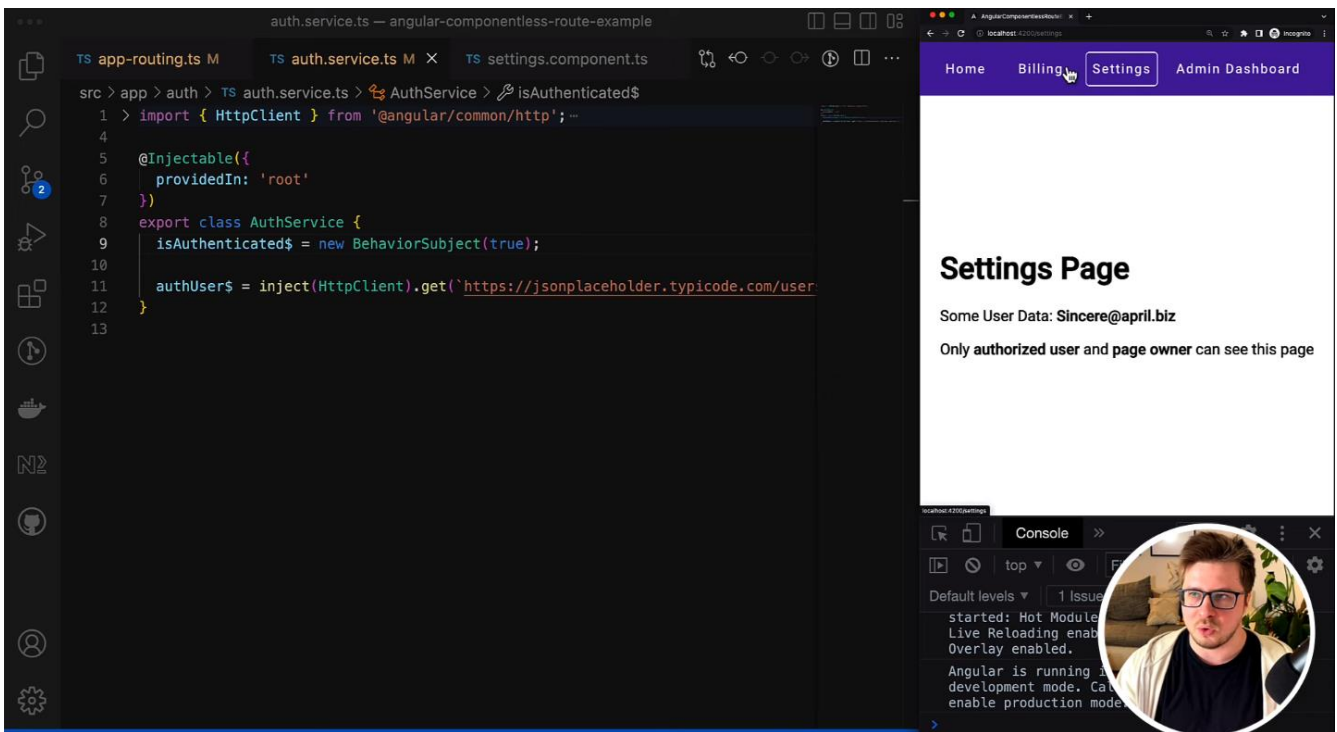 auth.service.ts — angular-componentless-route-example
TS app-routing.ts M
TS auth.service.ts M
TS settings.component.ts
src > app > auth > TS auth.service.ts > AuthService > isAuthenticated$
1 > import { HttpClient } from '@angular/common/http';
4
5 @Injectable({
6 providedIn: 'root'
7 })
8 export class AuthService {
9 isAuthenticated$ = new BehaviorSubject(true);
10
11 authUser$ = inject(HttpClient).get(`https://jsonplaceholder.typicode.com/user
12 }
13
2
N
AngularComponentlessRouteE
localhost:4200/settings
Incognito
Home Billing Settings Admin Dashboard
Settings Page
Some User Data: Sincere@april.biz
Only authorized user and page owner can see this page
localhost:4200/settings
Console
top
Default levels 1 Issue
started: Hot Module
Live Reloading enab
Overlay enabled.
Angular is running i
development mode. Cal
enable production mode.
>